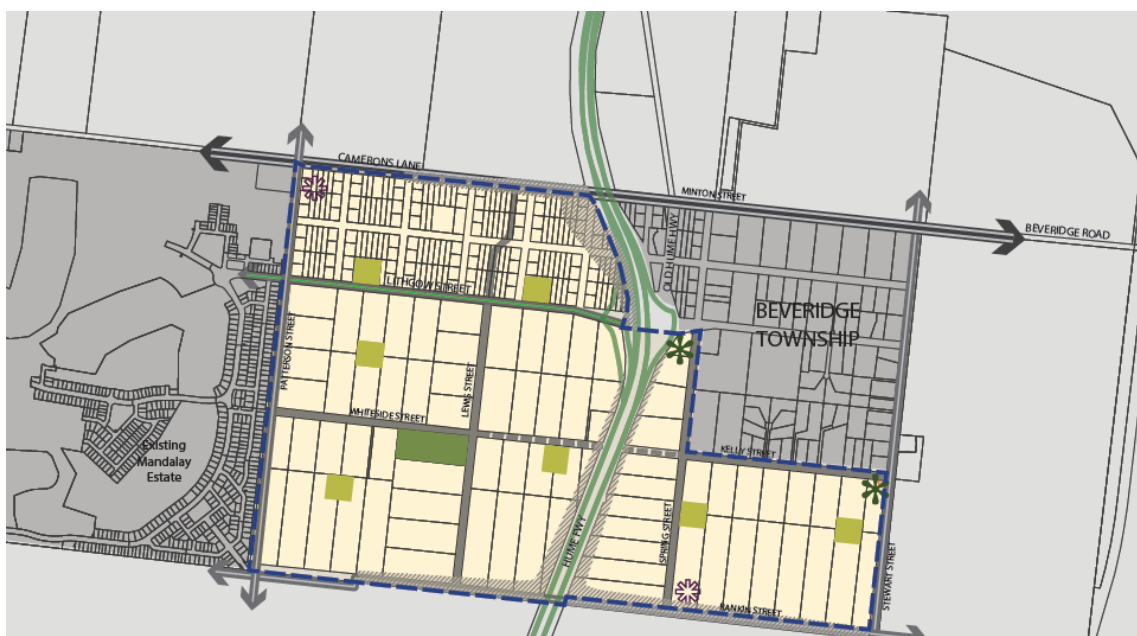 CAMERONS LANE
MINTON STREET
BEVERIDGE ROAD
OLD HUME HWY
LITHGOW STREET
BEVERIDGE
TOWNSHIP
PATTERSON STREET
LEWIS STREET
WHITESIDE STREET
KELLY STREET
Existing
Mandalay
Estate
HUME FWY
SPRING STREET
STEWART STREET
RANKIN STREET